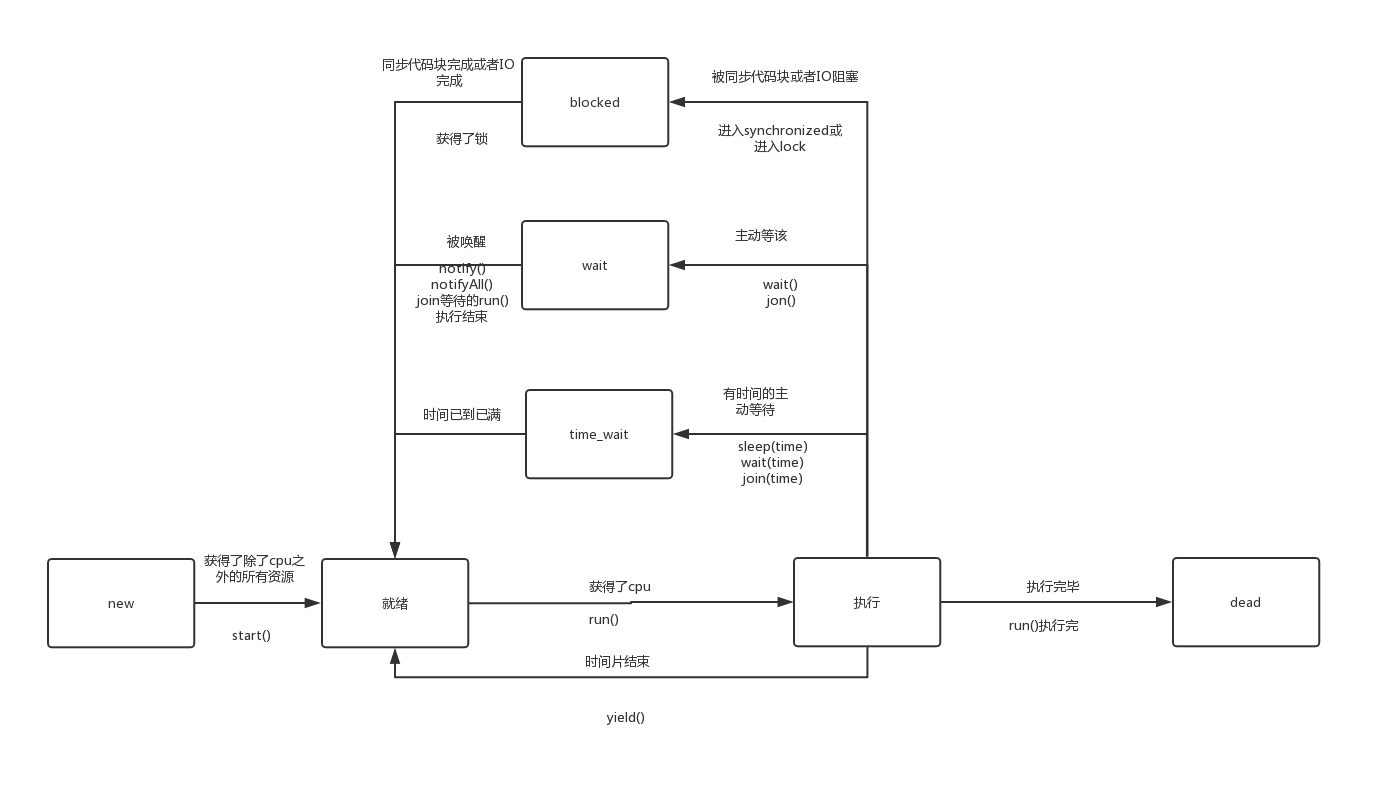 同步代码块完成或者IO
完成
blocked
被同步代码块或者IO阻塞
获得了锁
进入synchronized或
进入lock
被唤醒
notify()
notifyAll()
join等待的run()
执行结束
wait
主动等该
wait()
jon()
时间已到已满
time_wait
有时间的主
动等待
sleep(time)
wait(time)
join(time)
new
获得了除了cpu之
外的所有资源
start()
就绪
获得了cpu
run()
执行
执行完毕
run()执行完
dead
时间片结束
yield()